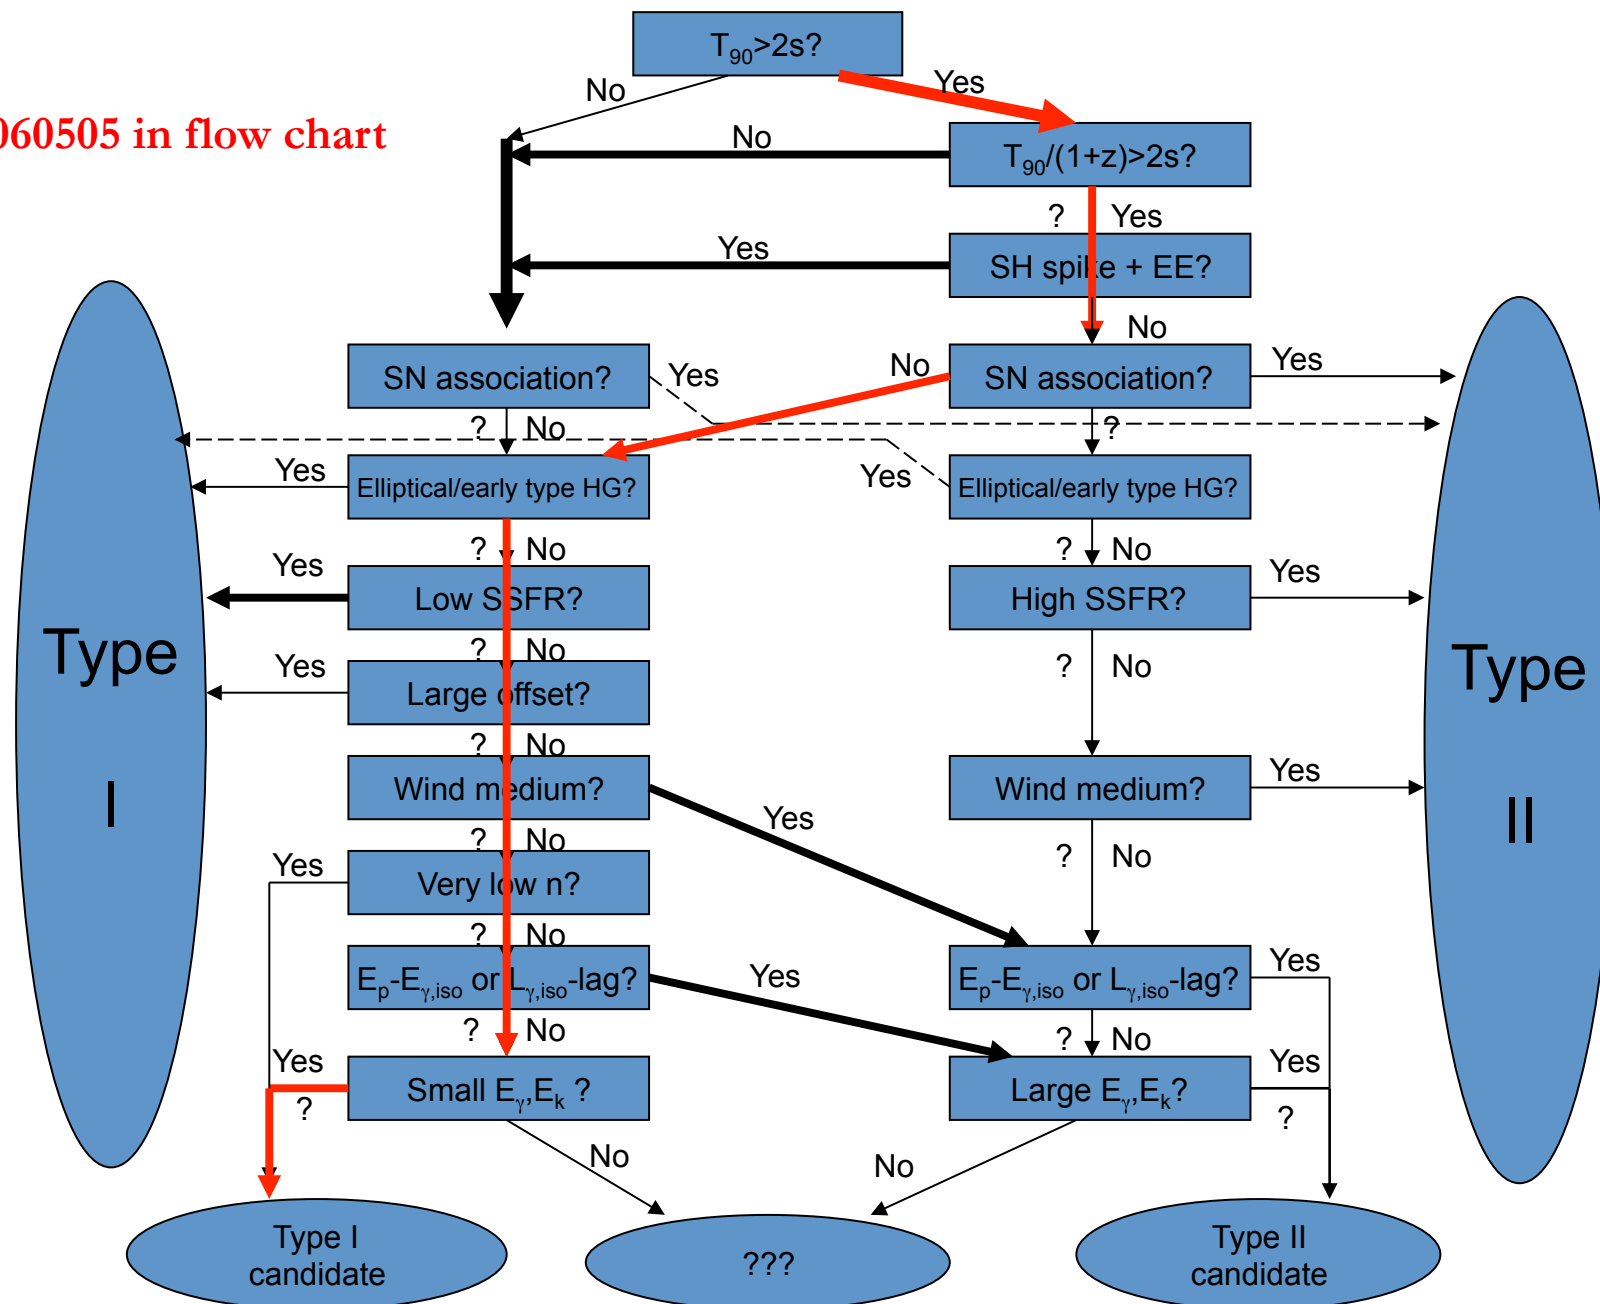 T90>2s?
No
Yes
060505 in flow chart
No
T90/(1+z)>2s?
?
Yes
Yes
SH spike + EE?
No
SN association?
Yes
No
SN association?
Yes
?
No
?
Yes
Elliptical/early type HG?
Yes
Elliptical/early type HG?
?
No
?
No
Yes
Low SSFR?
High SSFR?
Yes
?
No
?
No
Yes
Large offset?
Type
I
Type
II
?
No
Wind medium?
Yes
Wind medium?
Yes
?
No
?
No
Yes
Very low n?
?
No
Ep-Eγ,iso or Lγ,iso-lag?
Yes
Ep-Eγ,iso or Lγ,iso-lag?
Yes
?
No
?
No
Yes
?
Small Eγ,Ek ?
Large Eγ,Ek?
Yes
?
No
No
Type I
candidate
???
Type II
candidate